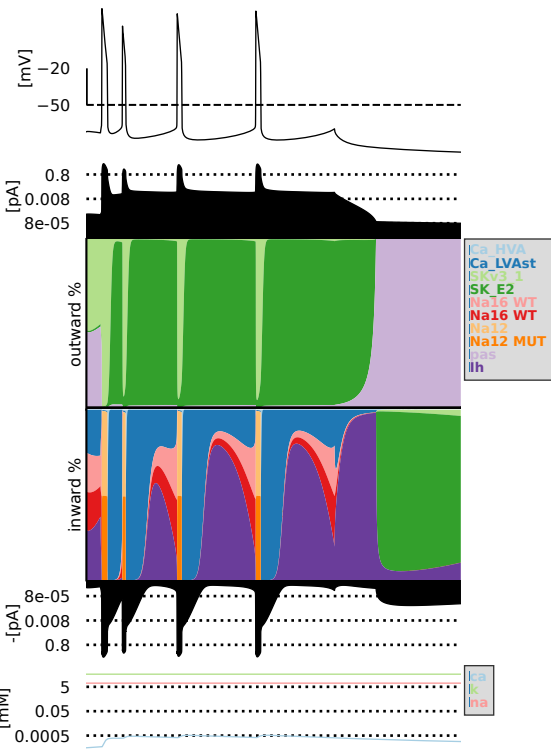 [mV]
−20
−50
[pA]
0.8
0.008
8e-05
outward %
Ca_HVA
Ca_LVAst
SKv3_1
SK_E2
Na16 WT
Na16 WT
Na12
Na12 MUT
pas
Ih
inward %
-[pA]
8e-05
0.008
0.8
[mM]
5
0.05
0.0005
ca
k
na